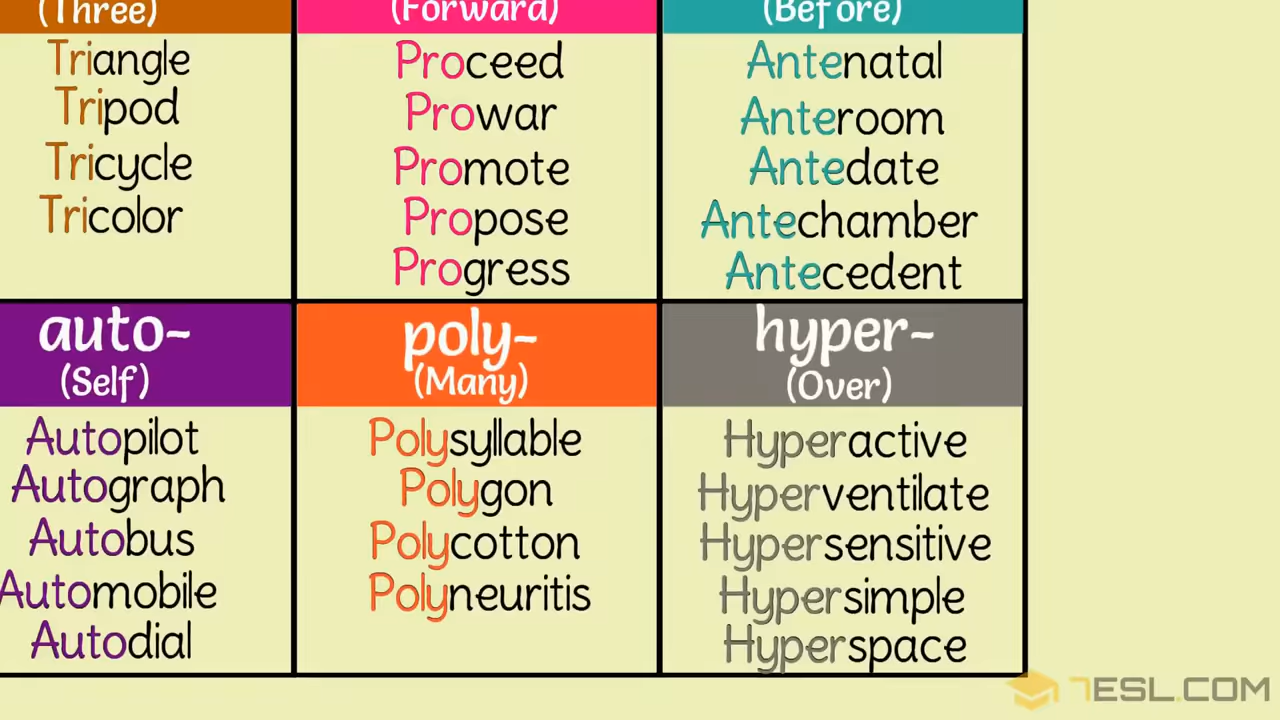 (Three)
Triangle
Tripod
Tricycle
Tricolor
(Forward)
Proceed
Prowar
Promote
Propose
Progress
(Before)
Antenatal
Anteroom
Antedate
Antechamber
Antecedent
auto-
(Self)
Autopilot
Autograph
Autobus
Automobile
Autodial
poly-
(Many)
Polysyllable
Polygon
Polycotton
Polyneuritis
hyper-
(Over)
Hyperactive
Hyperventilate
Hypersensitive
Hypersimple
Hyperspace
7ESL.COM